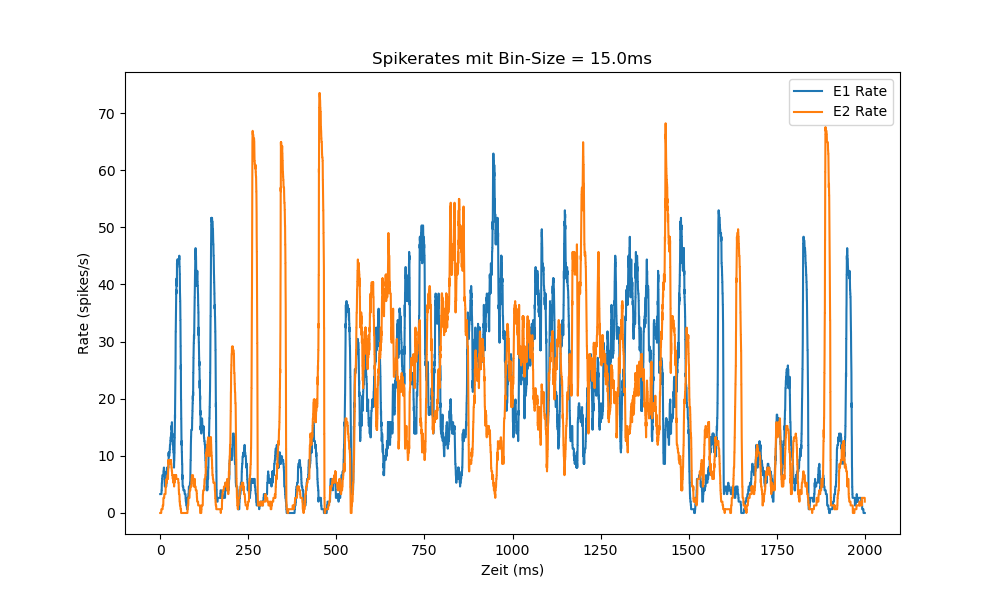 Spikerates mit Bin-Size = 15.0ms
E1 Rate
E2 Rate
70
60
50
40
30
20
10
0
Rate (spikes/s)
0 250 500 750 1000 1250 1500 1750 2000
Zeit (ms)